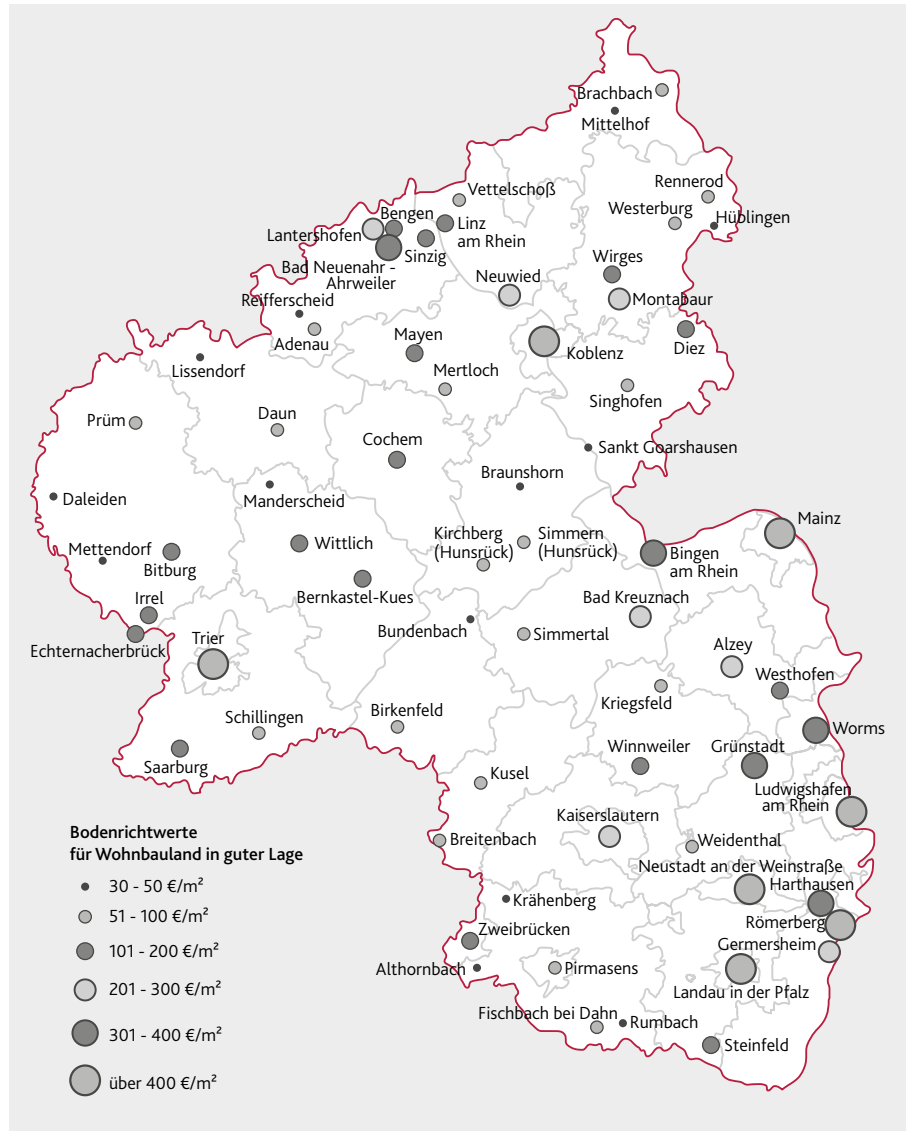 Brachbach
Mittelhof
Rennerod
Vettelschoß
Westerburg
Hüblingen
Bengen
Linz
am Rhein
Lantershofen
Sinzig
Bad Neuenahr -
Ahrweiler
Wirges
Neuwied
Montabaur
Reifferscheid
Adenau
Mayen
Koblenz
Diez
Lissendorf
Mertloch
Singhofen
Prüm
Daun
Cochem
Sankt Goarshausen
Braunshorn
Daleiden
Manderscheid
Mainz
Kirchberg
(Hunsrück)
Simmern
(Hunsrück)
Mettendorf
Bitburg
Wittlich
Bingen
am Rhein
Bernkastel-Kues
Bad Kreuznach
Irrel
Echternacherbrück
Trier
Bundenbach
Simmertal
Alzey
Westhofen
Kriegsfeld
Schillingen
Birkenfeld
Worms
Saarburg
Winnweiler
Grünstadt
Kusel
Ludwigshafen
am Rhein
Kaiserslautern
Breitenbach
Weidenthal
Neustadt an der Weinstraße
Harthausen
Krähenberg
Römerberg
Zweibrücken
Germersheim
Althornbach
Pirmasens
Landau in der Pfalz
Fischbach bei Dahn
Rumbach
Steinfeld
Bodenrichtwerte
für Wohnbauland in guter Lage
30 - 50 €/m²
51 - 100 €/m²
101 - 200 €/m²
201 - 300 €/m²
301 - 400 €/m²
über 400 €/m²